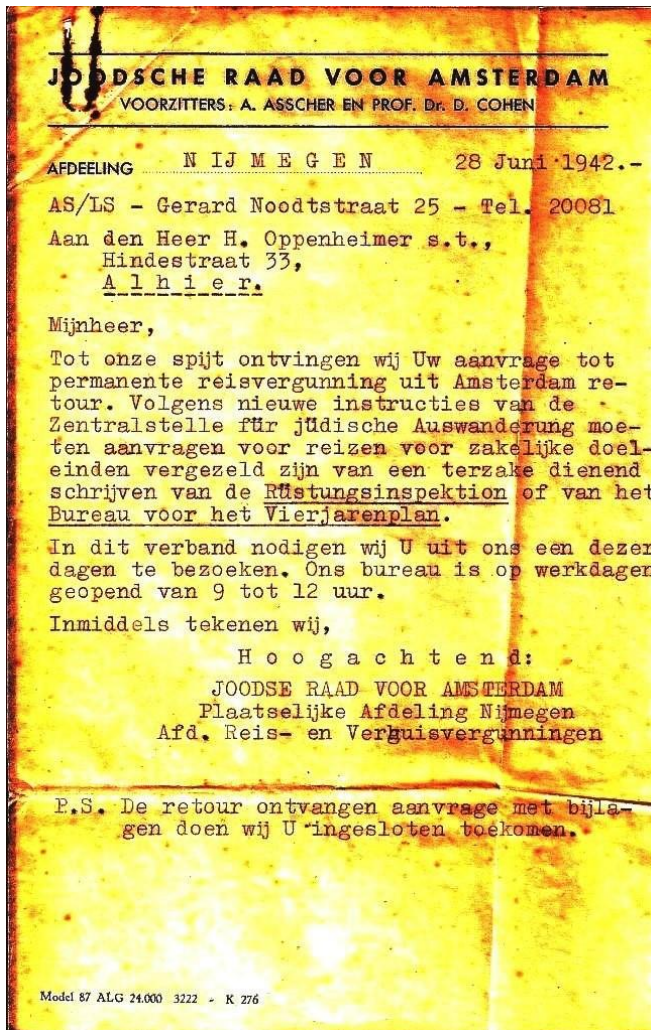 JOODSCHE RAAD VOOR AMSTERDAM
VOORZITTERS: A. ASSCHER EN PROF. Dr. D. COHEN
AFDEELING N IJ M E G E N 28 Juni 1942.-
AS/LS - Gerard Noodtstraat 25 - Tel. 20081
Aan den Heer H. Oppenheimer s.t.,
Hindestraat 33,
A l h i e r.
Mijnheer,
Tot onze spijt ontvingen wij Uw aanvrage tot
permanente reisvergunning uit Amsterdam re-
tour. Volgens nieuwe instructies van de
Zentralstelle für jüdische Auswanderung moe-
ten aanvragen voor reizen voor zakelijke doel-
einden vergezeld zijn van een terzake dienend
schrijven van de Rüstungsinspektion of van het
Bureau voor het Vierjarenplan.
In dit verband nodigen wij U uit ons een dezer
dagen te bezoeken. Ons bureau is op werkdagen
geopend van 9 tot 12 uur.
Inmiddels tekenen wij,
H o o g a c h t e n d:
JOODSE RAAD VOOR AMSTERDAM
Plaatselijke Afdeling Nijmegen
Afd. Reis- en Verhuisvergunningen
P.S. De retour ontvangen aanvrage met bijla-
gen doen wij U ingesloten toekomen.
Model 87 ALG 24.000 3222 - K 276